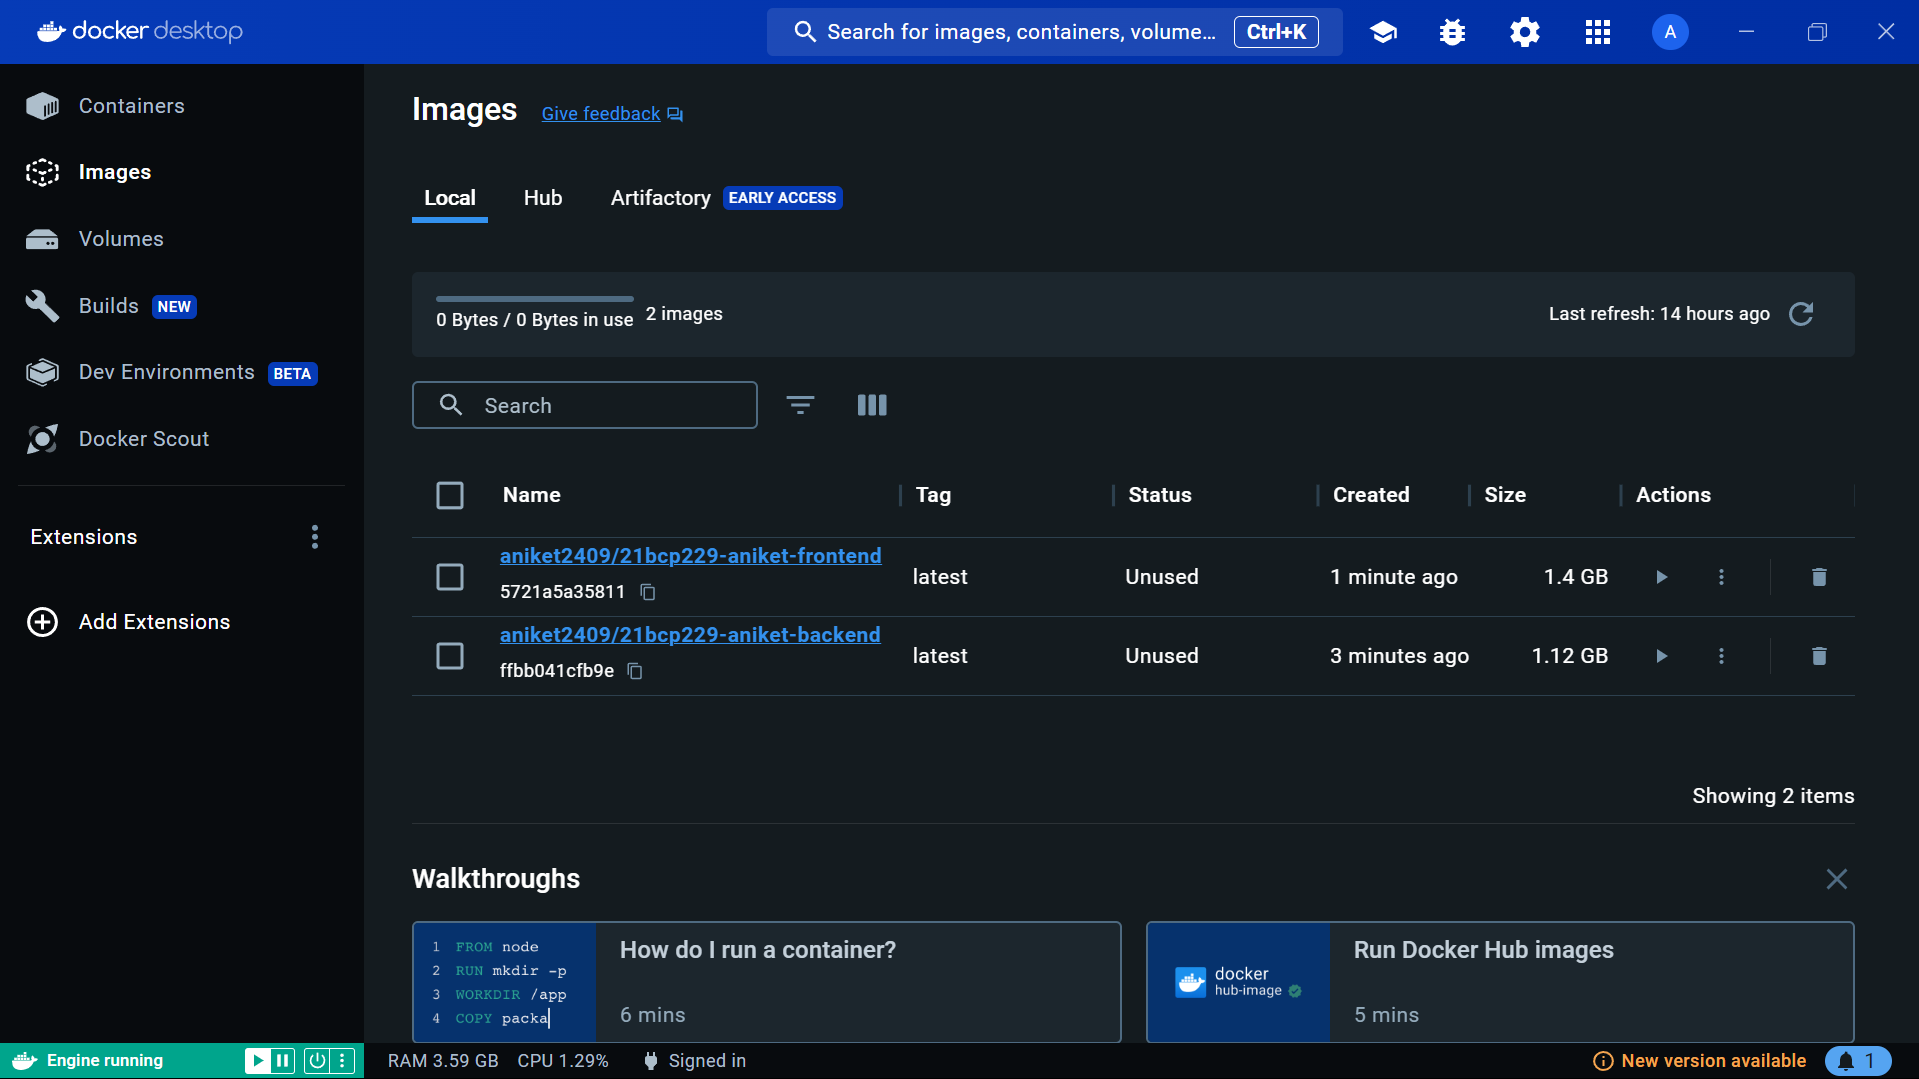 docker desktop
Search for images, containers, volume... Ctrl+K
A
Containers
Images
Volumes
Builds NEW
Dev Environments BETA
Docker Scout
Extensions
Add Extensions
Images Give feedback
Local Hub Artifactory EARLY ACCESS
0 Bytes / 0 Bytes in use 2 images
Last refresh: 14 hours ago
Search
Name Tag Status Created Size Actions
aniket2409/21bcp229-aniket-frontend
5721a5a35811
latest Unused 1 minute ago 1.4 GB
aniket2409/21bcp229-aniket-backend
ffbb041cfb9e
latest Unused 3 minutes ago 1.12 GB
Showing 2 items
Walkthroughs
1 FROM node
2 RUN mkdir -p
3 WORKDIR /app
4 COPY packa
How do I run a container?
6 mins
docker
hub-image
Run Docker Hub images
5 mins
Engine running
RAM 3.59 GB CPU 1.29% Signed in
New version available 1